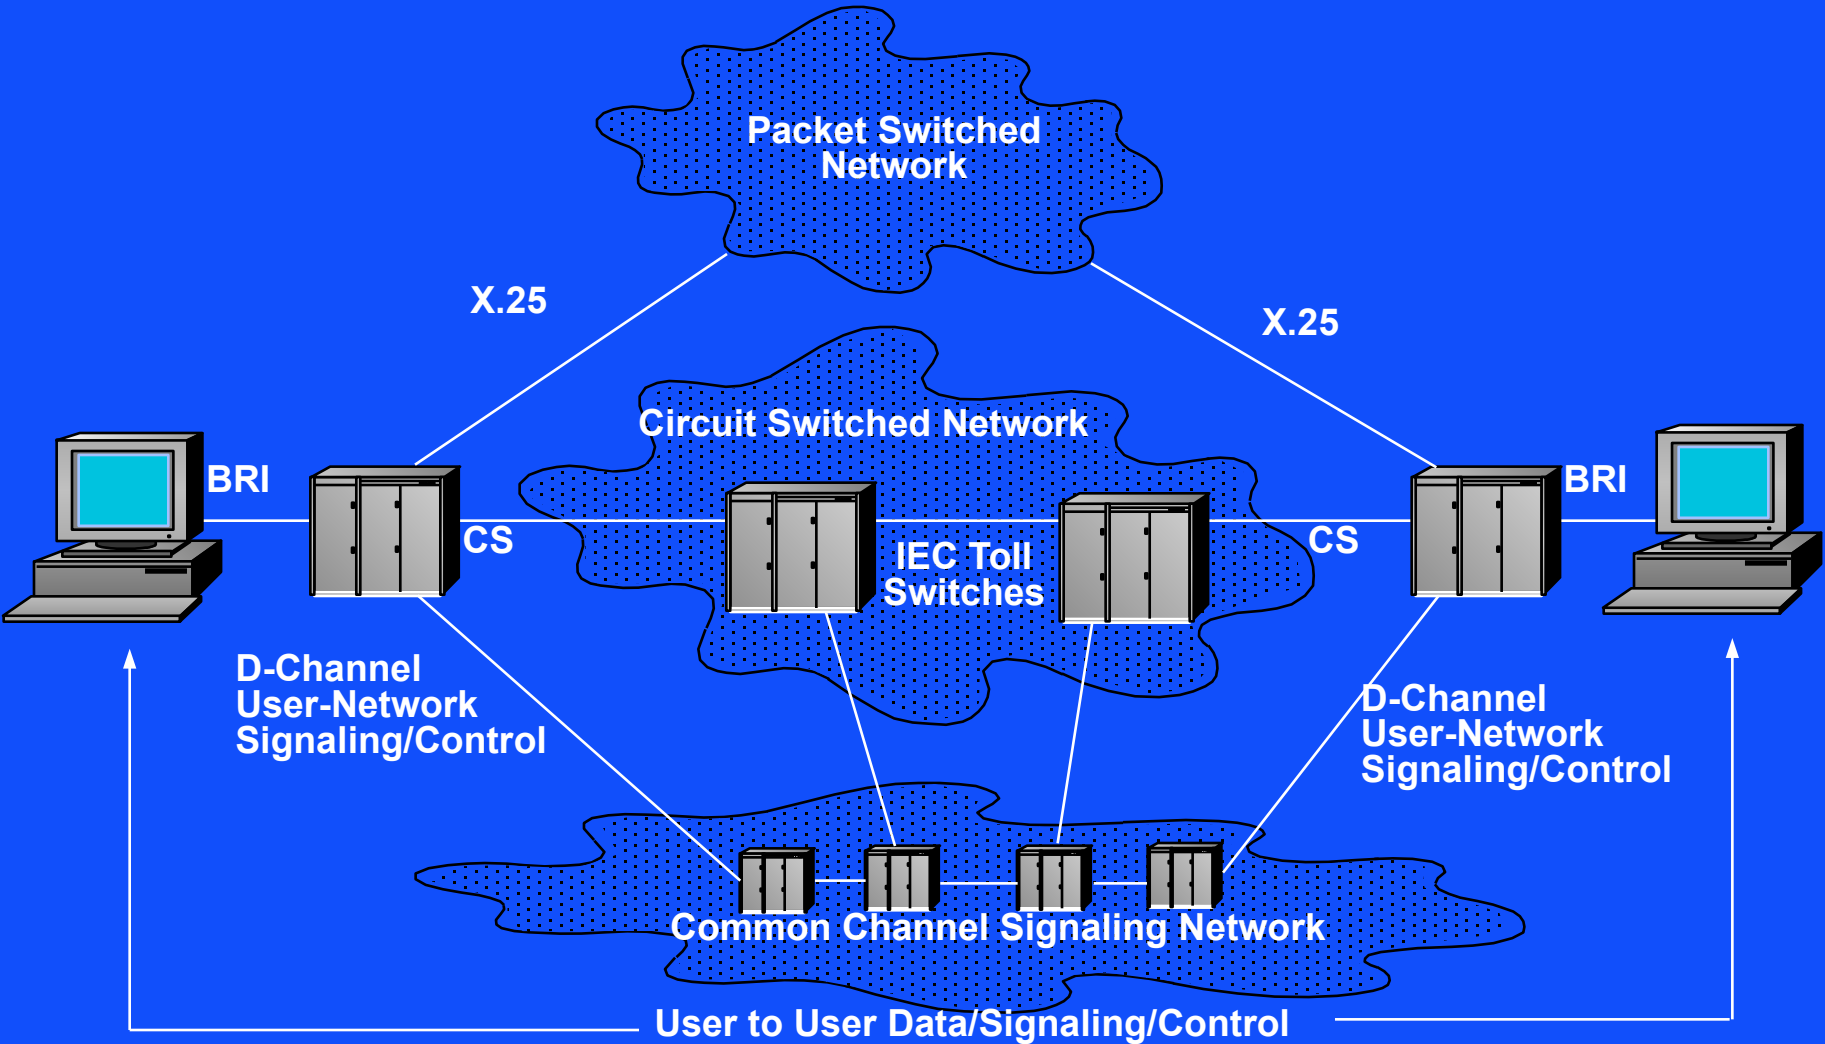 Packet Switched
Network
X.25
X.25
Circuit Switched Network
BRI
BRI
CS
CS
IEC Toll
Switches
D-Channel
User-Network
Signaling/Control
D-Channel
User-Network
Signaling/Control
Common Channel Signaling Network
User to User Data/Signaling/Control